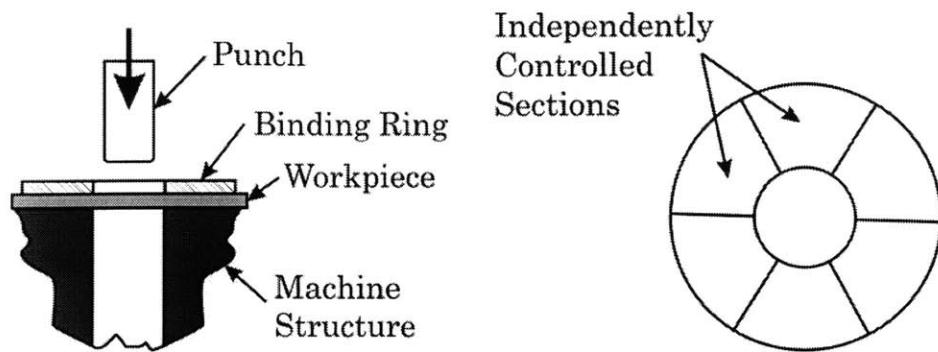 Punch
Binding Ring
Workpiece
Machine
Structure
Independently
Controlled
Sections